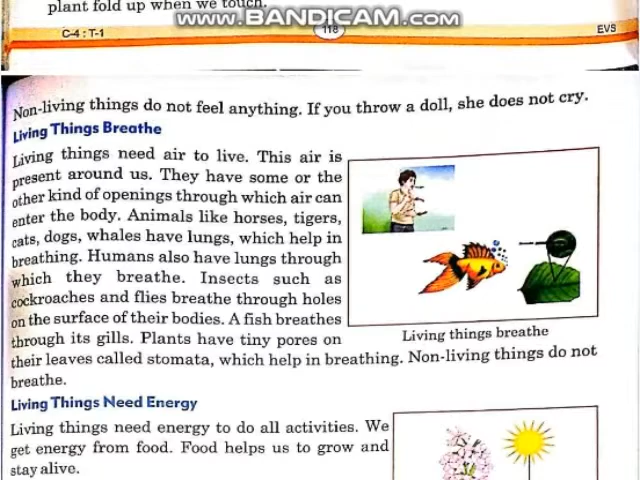 plant fold up when we touch.
www.BANDICAM.com
C-4 : T-1
118
EVS
Non-living things do not feel anything. If you throw a doll, she does not cry.
Living Things Breathe
Living things need air to live. This air is
present around us. They have some or the
other kind of openings through which air can
enter the body. Animals like horses, tigers,
cats, dogs, whales have lungs, which help in
breathing. Humans also have lungs through
which they breathe. Insects such as
cockroaches and flies breathe through holes
on the surface of their bodies. A fish breathes
through its gills. Plants have tiny pores on
Living things breathe
their leaves called stomata, which help in breathing. Non-living things do not
breathe.
Living Things Need Energy
Living things need energy to do all activities. We
get energy from food. Food helps us to grow and
stay alive.